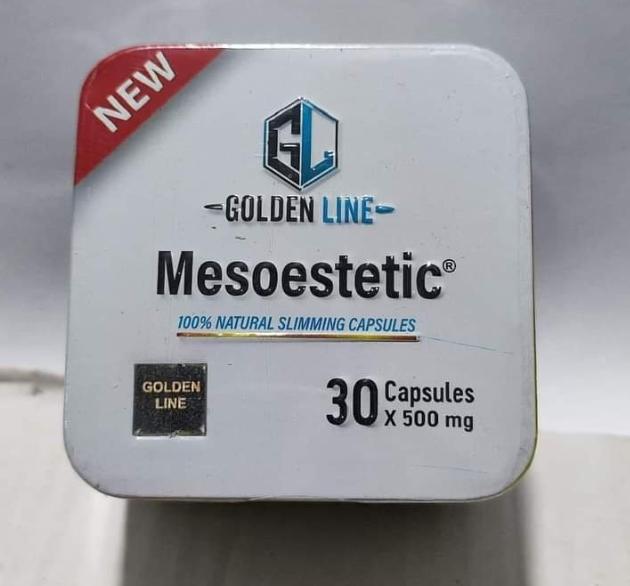 NEW
GL
GOLDEN LINE
Mesoestetic®
100% NATURAL SLIMMING CAPSULES
GOLDEN
LINE
30 Capsules
X 500 mg